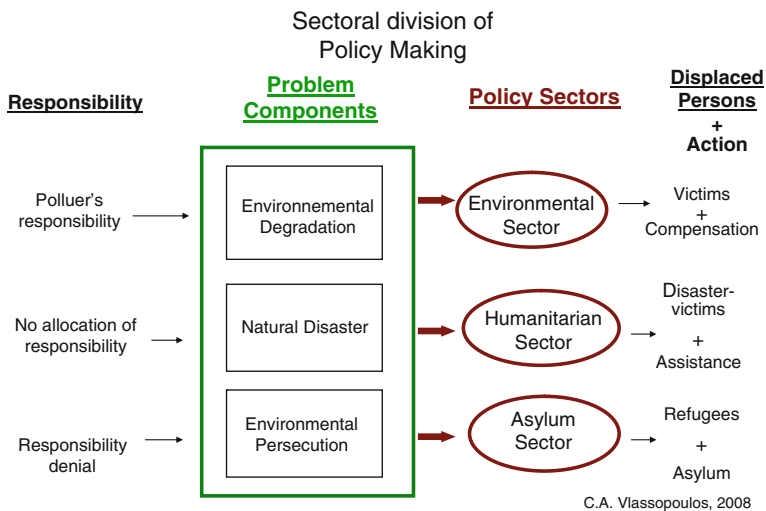 Sectoral division of
Policy Making
Responsibility
Problem
Components
Policy Sectors
Displaced
Persons
+
Action
Polluer's
responsibility
Environnemental
Degradation
Environmental
Sector
Victims
+
Compensation
No allocation of
responsibility
Natural Disaster
Humanitarian
Sector
Disaster-
victims
+
Assistance
Responsibility
denial
Environmental
Persecution
Asylum
Sector
Refugees
+
Asylum
C.A. Vlassopoulos, 2008